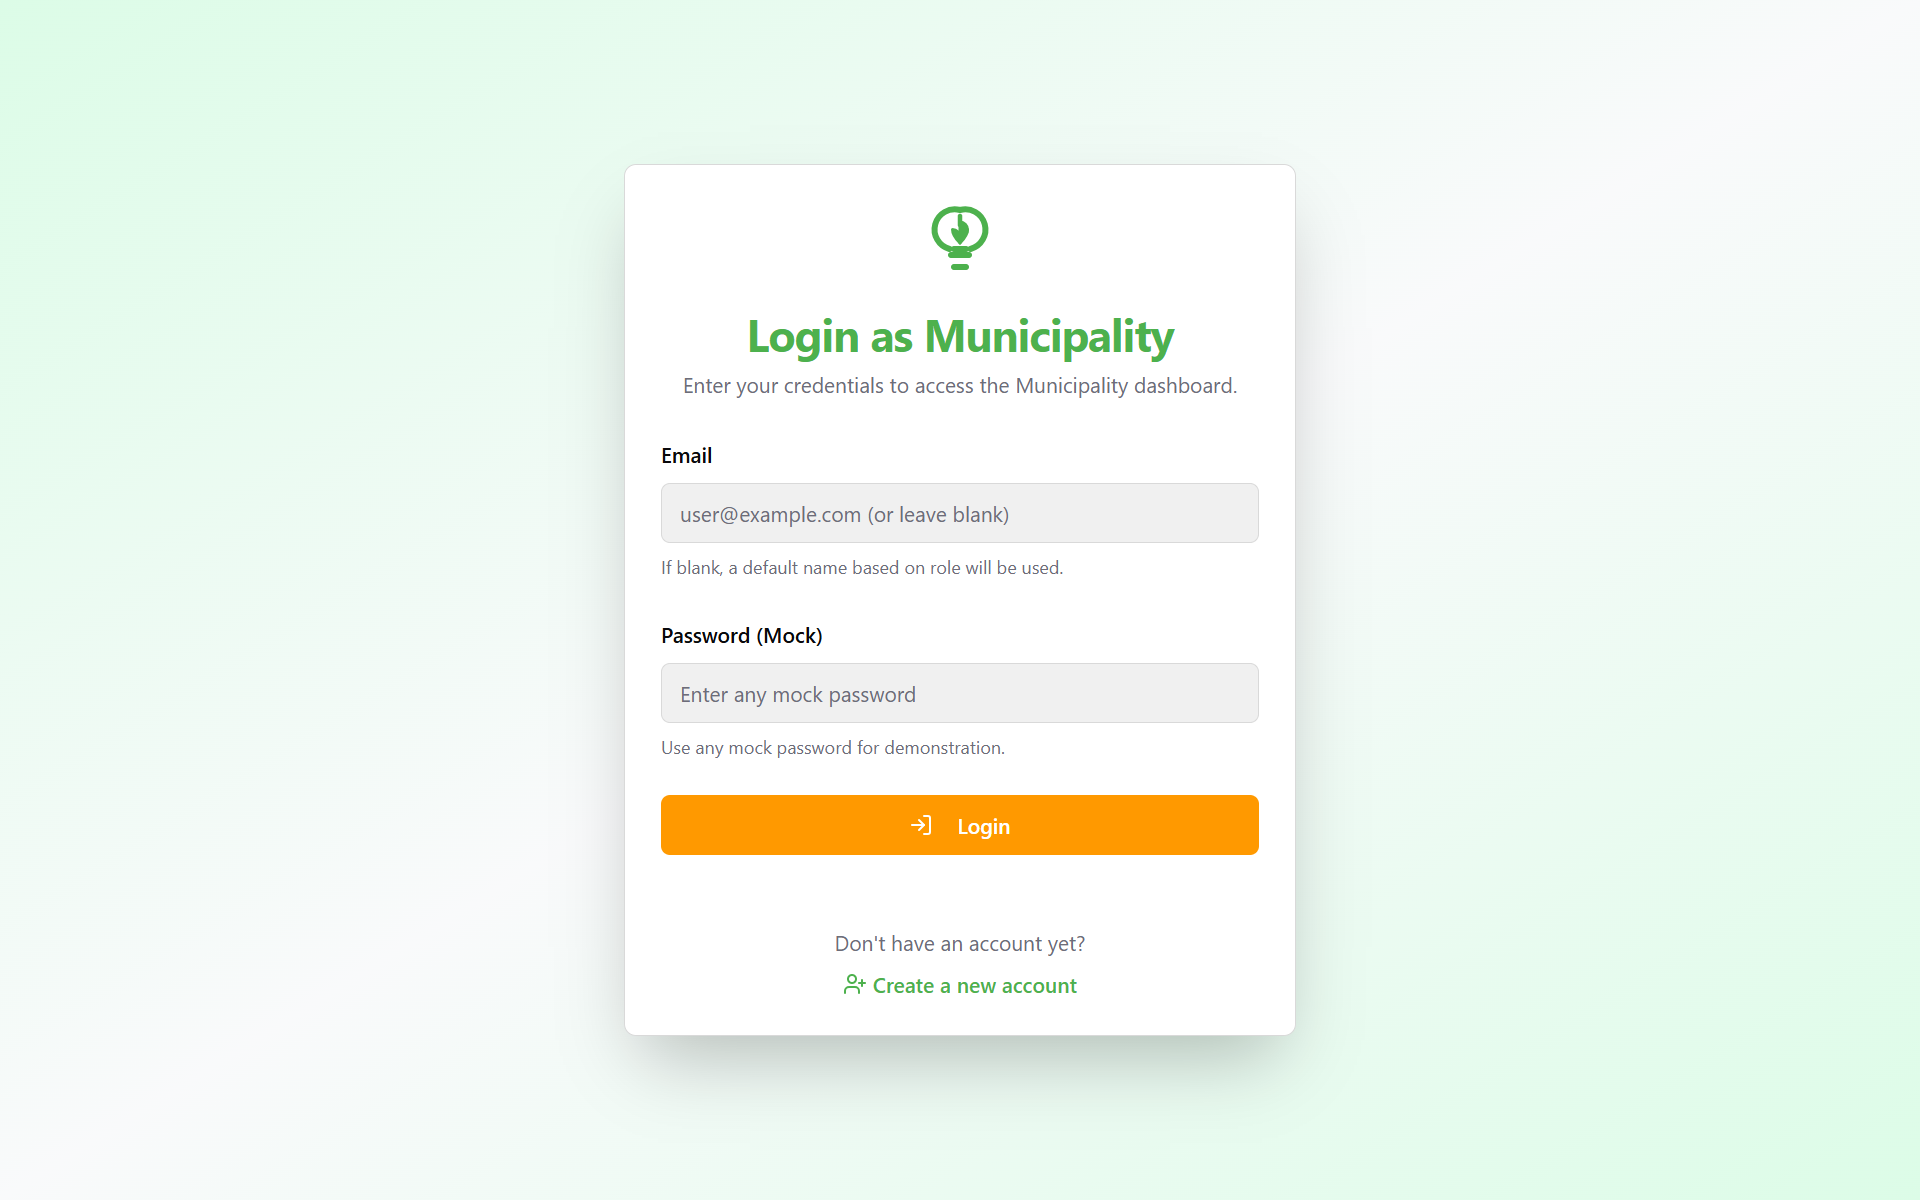 Login as Municipality
Enter your credentials to access the Municipality dashboard.
Email
user@example.com (or leave blank)
If blank, a default name based on role will be used.
Password (Mock)
Enter any mock password
Use any mock password for demonstration.
Login
Don't have an account yet?
Create a new account